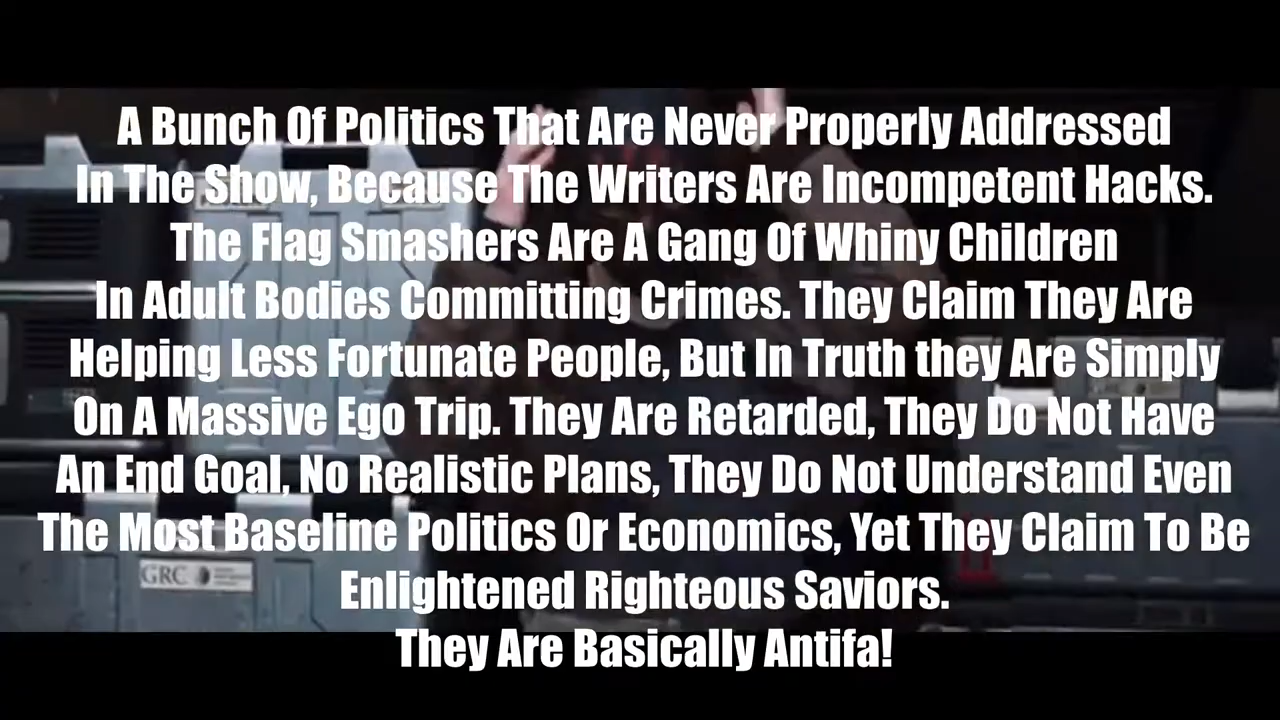 A Bunch Of Politics That Are Never Properly Addressed
In The Show, Because The Writers Are Incompetent Hacks.
The Flag Smashers Are A Gang Of Whiny Children
In Adult Bodies Committing Crimes. They Claim They Are
Helping Less Fortunate People, But In Truth they Are Simply
On A Massive Ego Trip. They Are Retarded, They Do Not Have
An End Goal, No Realistic Plans, They Do Not Understand Even
The Most Baseline Politics Or Economics, Yet They Claim To Be
GRC
Enlightened Righteous Saviors.
They Are Basically Antifa!